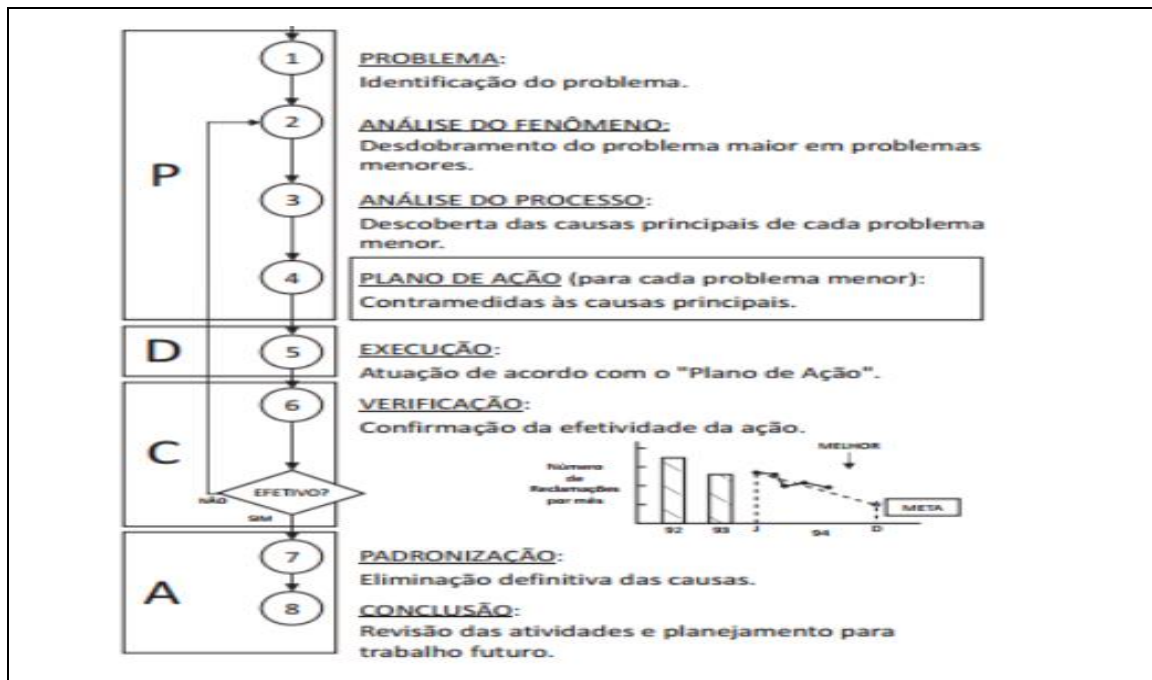 P
1
PROBLEMA:
Identificação do problema.
2
ANÁLISE DO FENÔMENO:
Desdobramento do problema maior em problemas
menores.
3
ANÁLISE DO PROCESSO:
Descoberta das causas principais de cada problema
menor.
4
PLANO DE AÇÃO (para cada problema menor):
Contramedidas às causas principais.
D
5
EXECUÇÃO:
Atuação de acordo com o "Plano de Ação".
C
6
VERIFICAÇÃO:
Confirmação da efetividade da ação.
EFETIVO?
NÃO
SIM
Número
de
Reclamações
por mês
MELHOR
META
92
93
J
94
D
A
7
PADRONIZAÇÃO:
Eliminação definitiva das causas.
8
CONCLUSÃO:
Revisão das atividades e planejamento para
trabalho futuro.